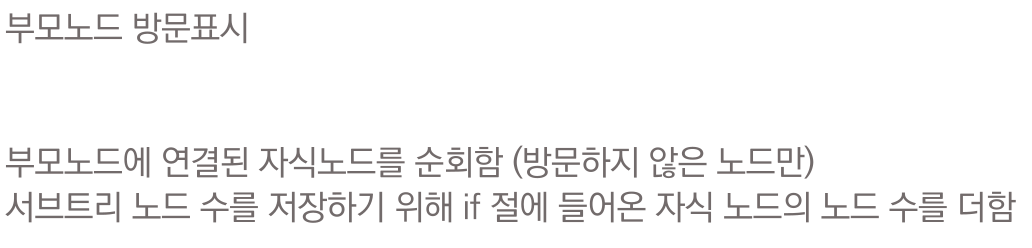 부모노드 방문표시
부모노드에 연결된 자식노드를 순회함 (방문하지 않은 노드만)
서브트리 노드 수를 저장하기 위해 if 절에 들어온 자식 노드의 노드 수를 더함